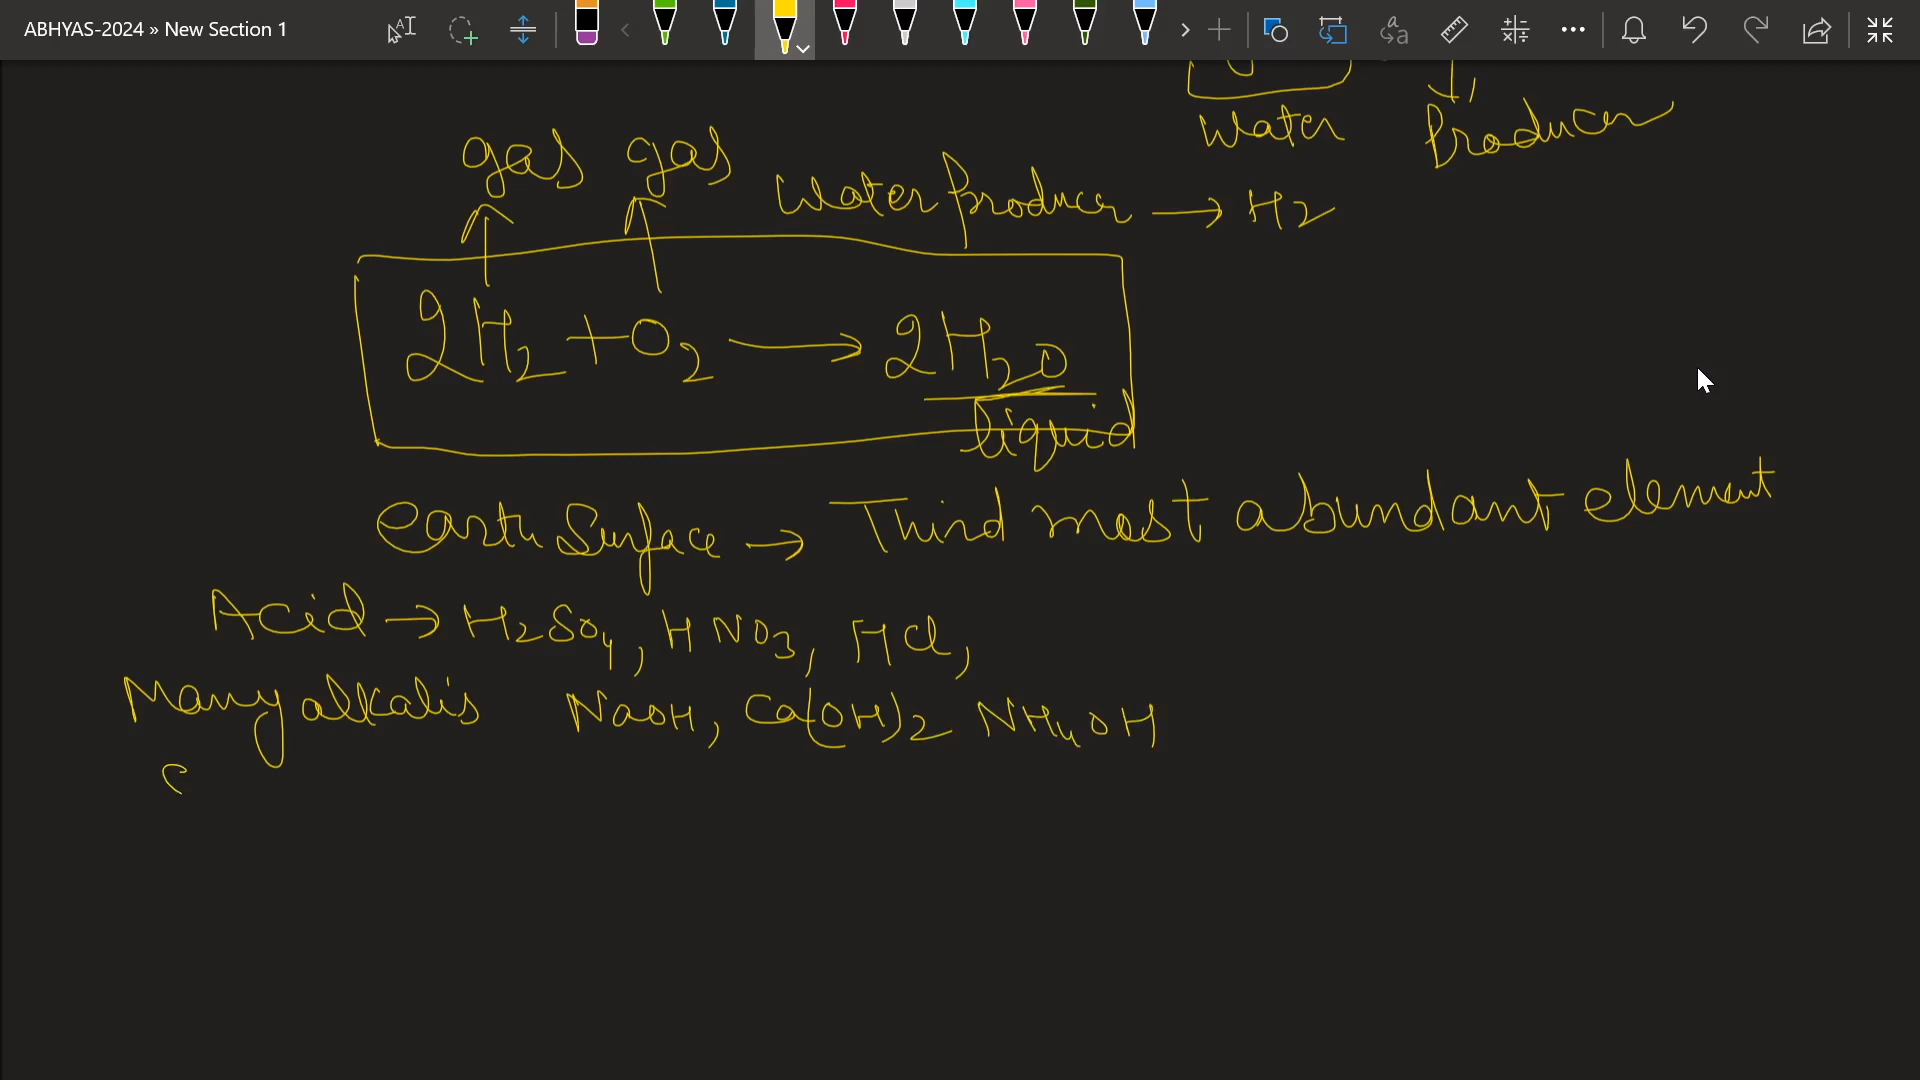 ABHYAS-2024 » New Section 1
Water Producer
gas gas
Water Producer → H2
2H2 + O2 → 2H2O
liquid
earth Surface → Third most abundant element
Acid → H2SO4, HNO3, HCl,
Many alkalis NaOH, Ca(OH)2 NH4OH